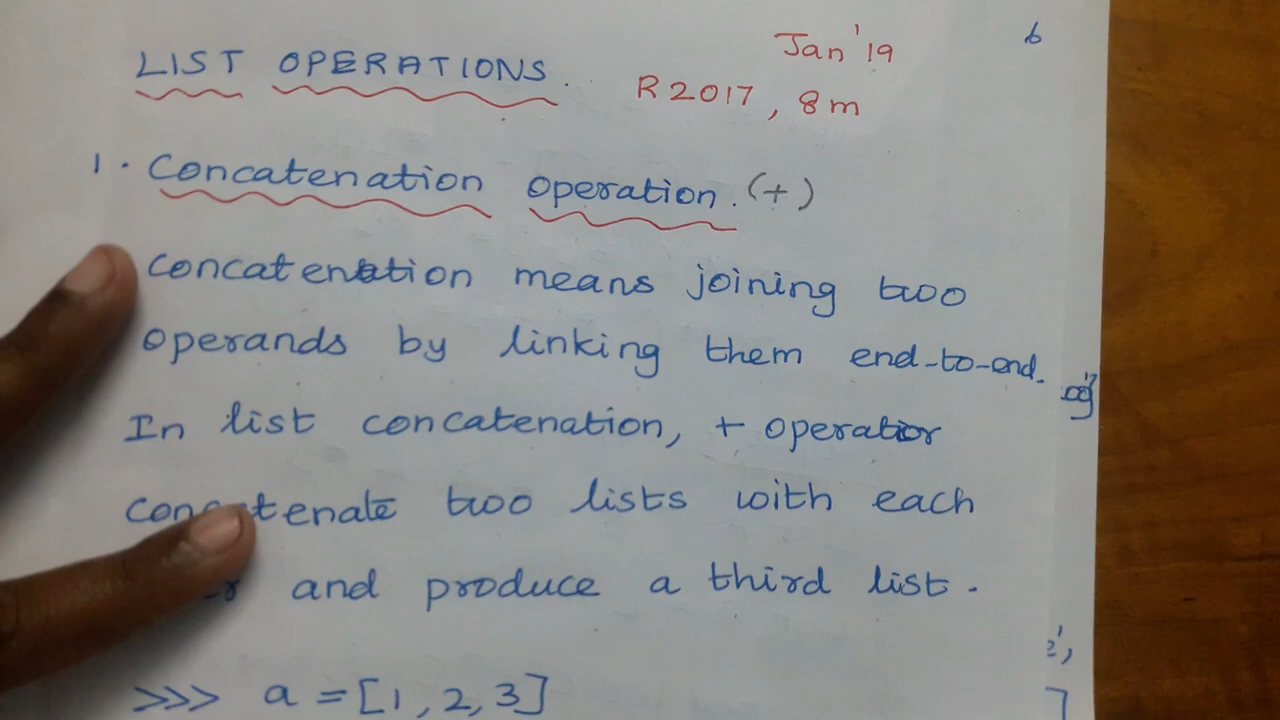 LIST OPERATIONS.
Jan '19
R2017, 8m
6
1. Concatenation operation. (+)
Concatenation means joining two
operands by linking them end-to-end.
In list concatenation, + operator
concatenate two lists with each
and produce a third list.
>>> a = [1, 2, 3]